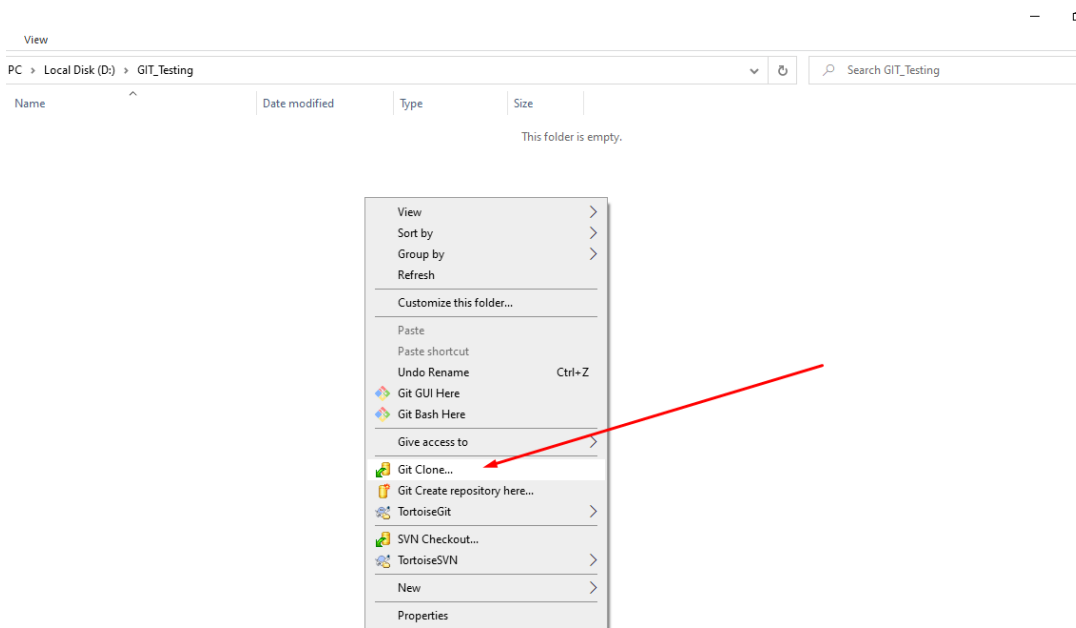 View
PC > Local Disk (D:) > GIT_Testing
Search GIT_Testing
Name Date modified Type Size
This folder is empty.
View
Sort by
Group by
Refresh
Customize this folder...
Paste
Paste shortcut
Undo Rename Ctrl+Z
Git GUI Here
Git Bash Here
Give access to
Git Clone...
Git Create repository here...
TortoiseGit
SVN Checkout...
TortoiseSVN
New
Properties